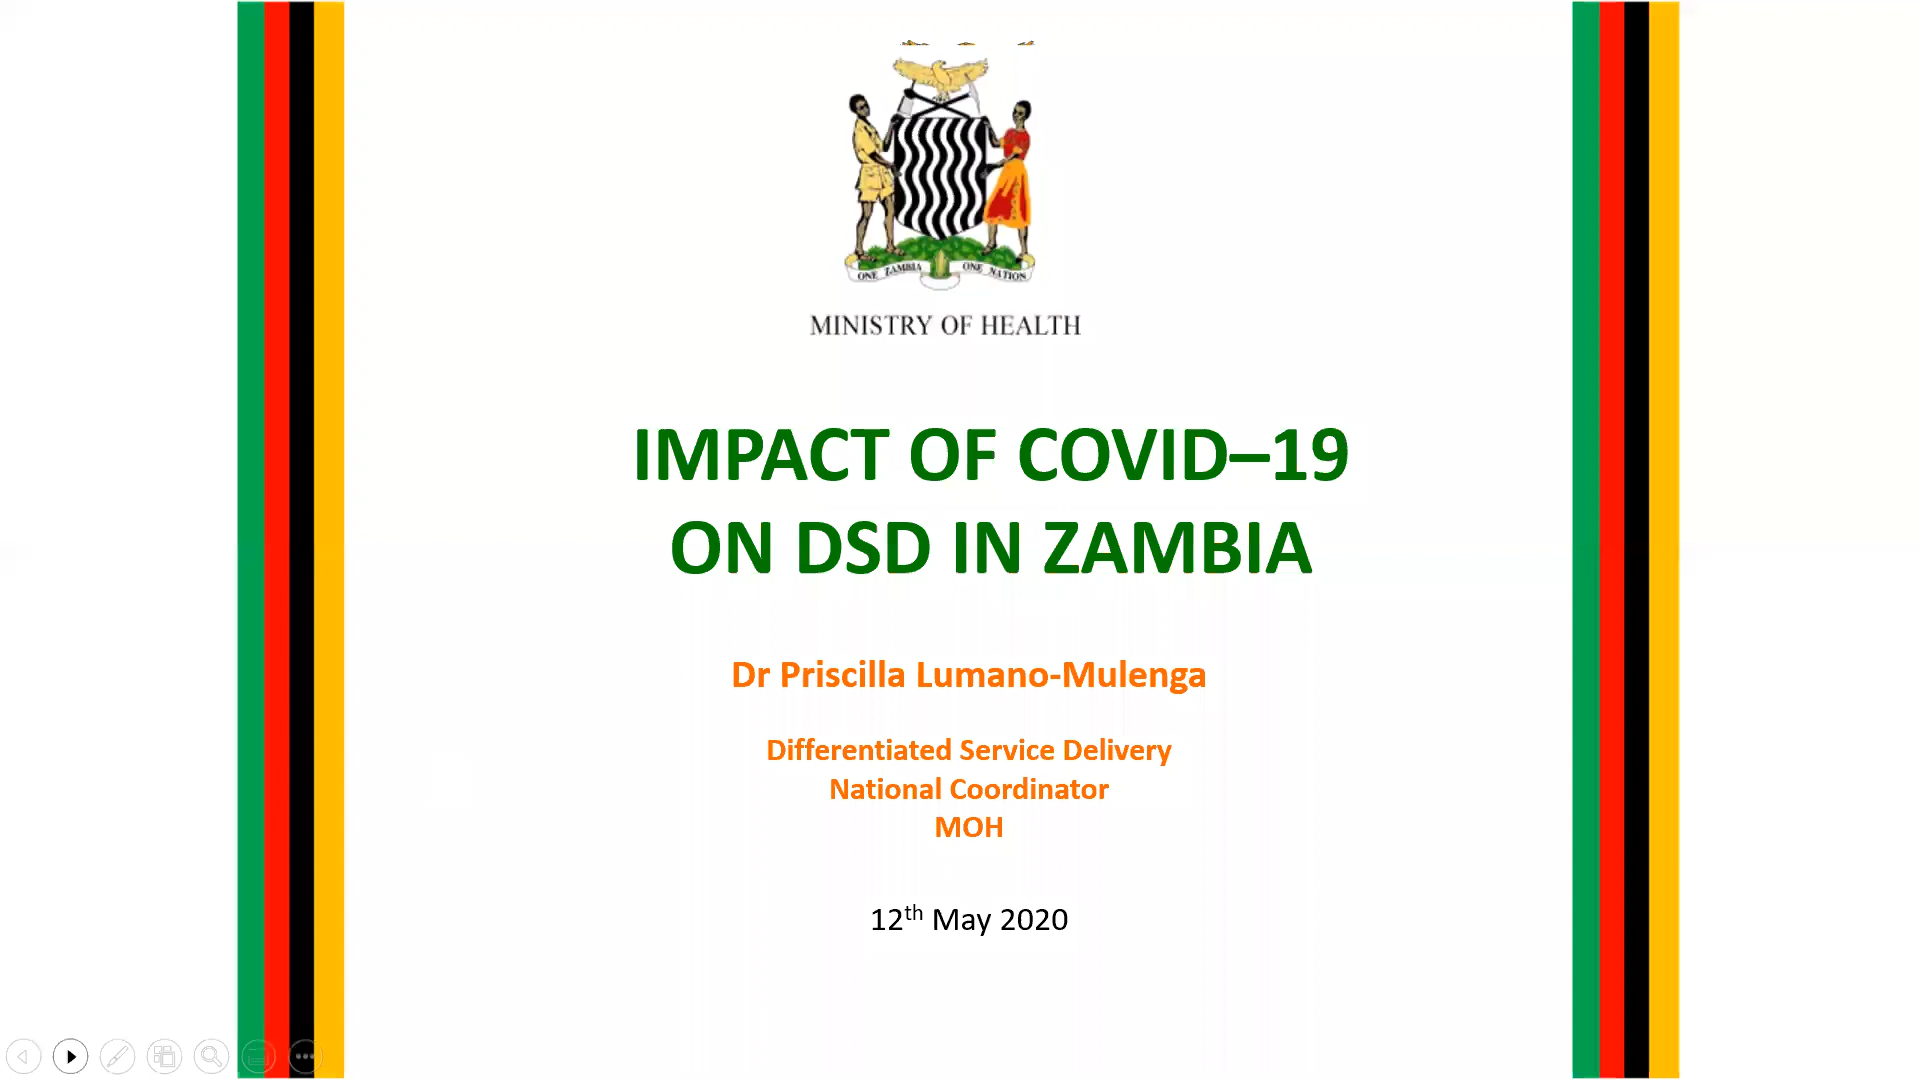 ONE ZAMBIA ONE NATION
MINISTRY OF HEALTH
IMPACT OF COVID–19
ON DSD IN ZAMBIA
Dr Priscilla Lumano-Mulenga
Differentiated Service Delivery
National Coordinator
MOH
12th May 2020